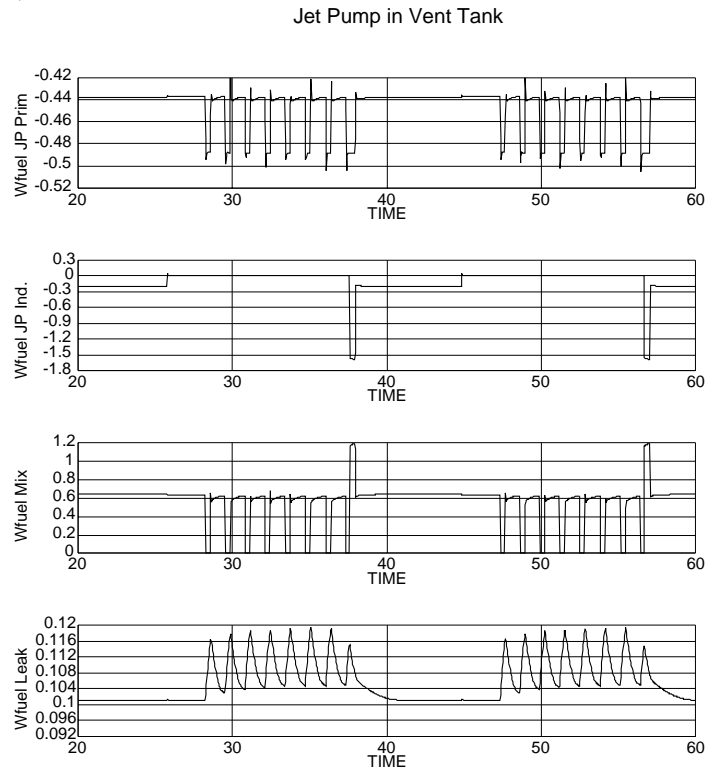 Jet Pump in Vent Tank
Wfuel JP Prim
-0.42
-0.44
-0.46
-0.48
-0.5
-0.52
20 30 40 50 60
TIME
Wfuel JP Ind.
0.3
0
-0.3
-0.6
-0.9
-1.2
-1.5
-1.8
20 30 40 50 60
TIME
Wfuel Mix
1.2
1
0.8
0.6
0.4
0.2
0
20 30 40 50 60
TIME
Wfuel Leak
0.12
0.116
0.112
0.108
0.104
0.1
0.096
0.092
20 30 40 50 60
TIME